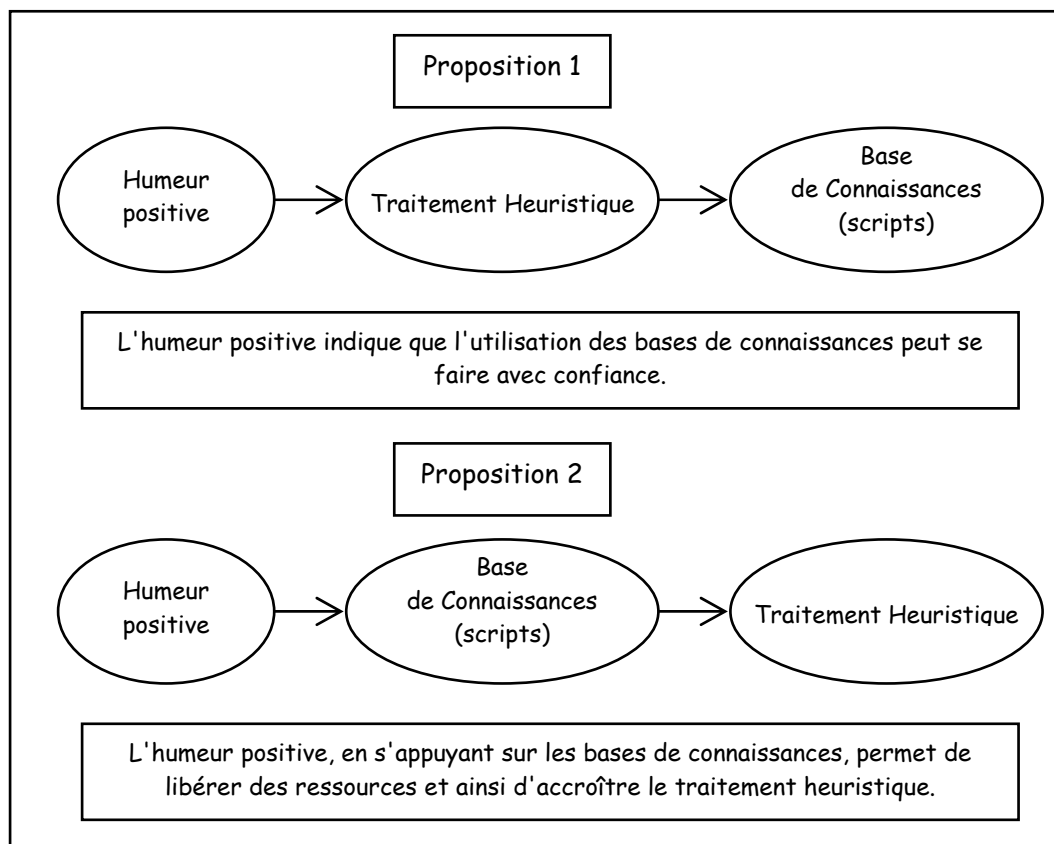 Proposition 1
Humeur
positive
Traitement Heuristique
Base
de Connaissances
(scripts)
L'humeur positive indique que l'utilisation des bases de connaissances peut se
faire avec confiance.
Proposition 2
Humeur
positive
Base
de Connaissances
(scripts)
Traitement Heuristique
L'humeur positive, en s'appuyant sur les bases de connaissances, permet de
libérer des ressources et ainsi d'accroître le traitement heuristique.